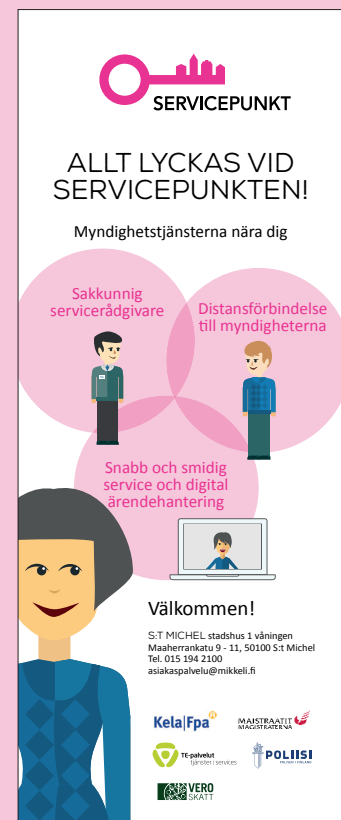 SERVICEPUNKT
ALLT LYCKAS VID
SERVICEPUNKTEN!
Myndighetstjänsterna nära dig
Sakkunnig
servicerådgivare
Distansförbindelse
till myndigheterna
Snabb och smidig
service och digital
ärendehantering
Välkommen!
S:T MICHEL stadshus 1 våningen
Maaherrankatu 9 - 11, 50100 S:t Michel
Tel. 015 194 2100
asiakaspalvelu@mikkeli.fi
Kela|Fpa
MAISTRAATIT
MAGISTRATERNA
TE-palvelut
tjänster | services
POLIISI
POLISEN I FINLAND
VERO
SKATT